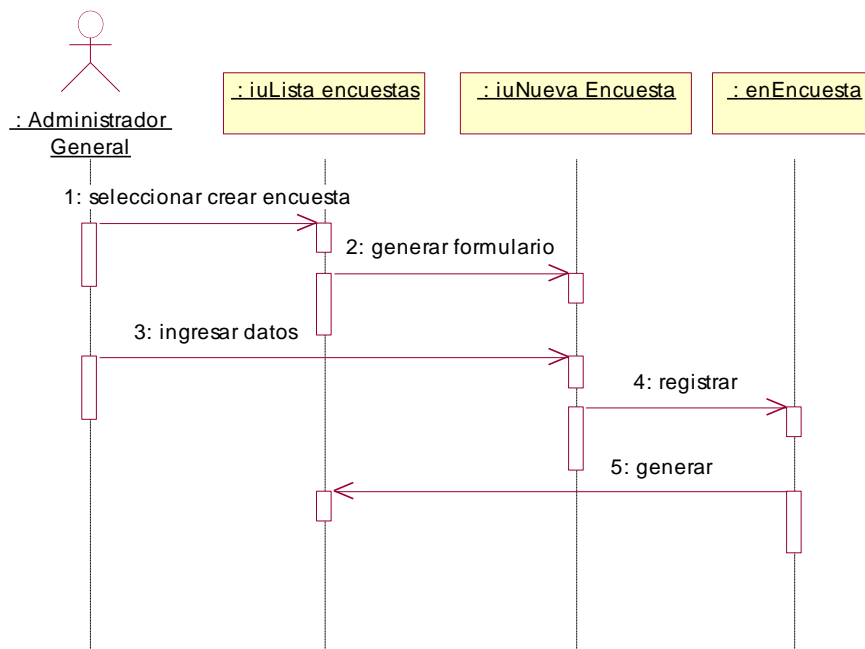 : Administrador
General
: iuLista encuestas
: iuNueva Encuesta
: enEncuesta
1: seleccionar crear encuesta
2: generar formulario
3: ingresar datos
4: registrar
5: generar